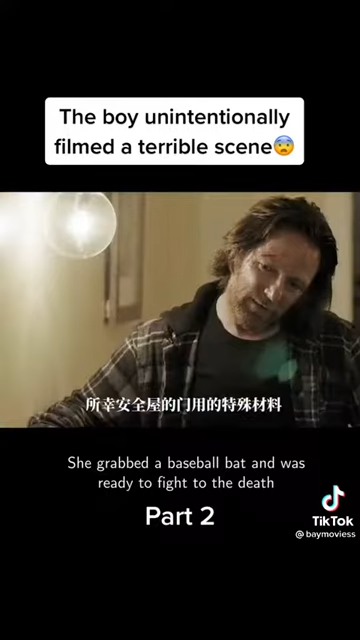 The boy unintentionally
filmed a terrible scene😨
所幸安全屋的门用的特殊材料
She grabbed a baseball bat and was
ready to fight to the death
Part 2
TikTok
@baymoviess